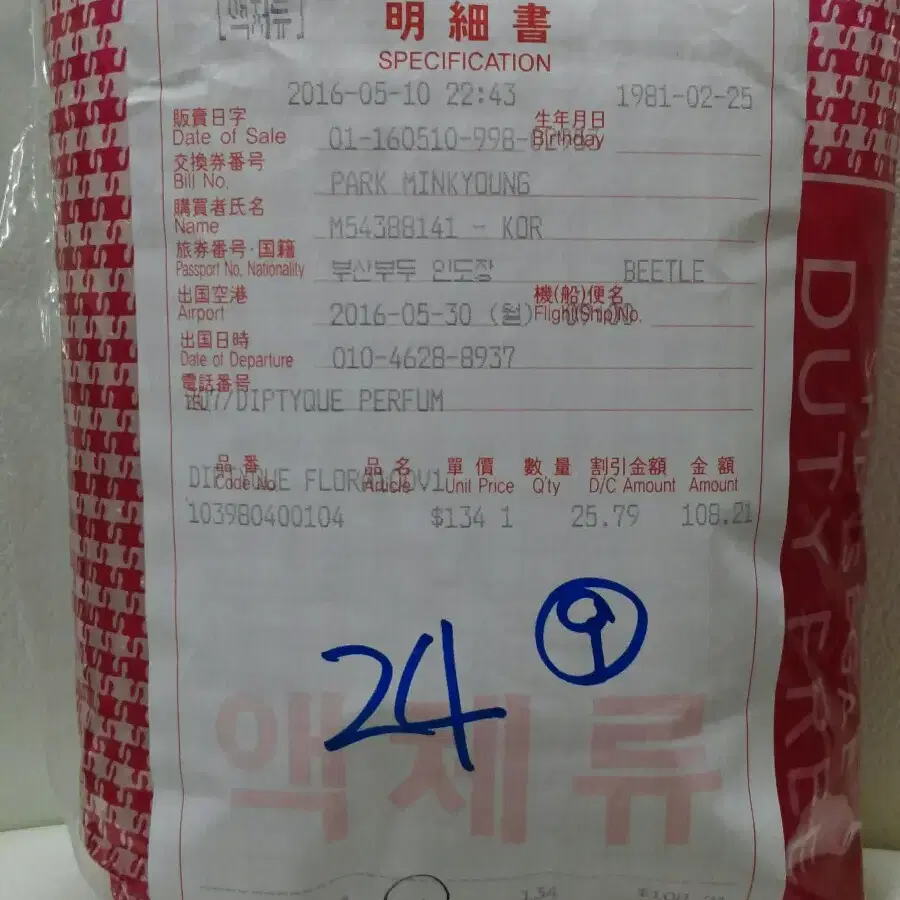 [액체류]
明細書
SPECIFICATION
2016-05-10 22:43 1981-02-25
販賣日字 生年月日
Date of Sale 01-160510-998- Birthday
交換券番号
Bill No. PARK MINKYOUNG
購買者氏名
Name M54388141 - KOR
旅券番号·国籍
Passport No, Nationality 부산부두 인도장 BEETLE
出国空港 機(船)便名
Airport 2016-05-30 (월) Flight(Ship)No.
出国日時
Date of Departure 010-4628-8937
電話番号
/DIPTYQUE PERFUM
品番 品名 單價 數量 割引金額 金額
Code No. Article Unit Price Q'ty D/C Amount Amount
103980400104 $134 1 25.79 108.21
24 9
액체류
134 $108.21
DUTY FREE